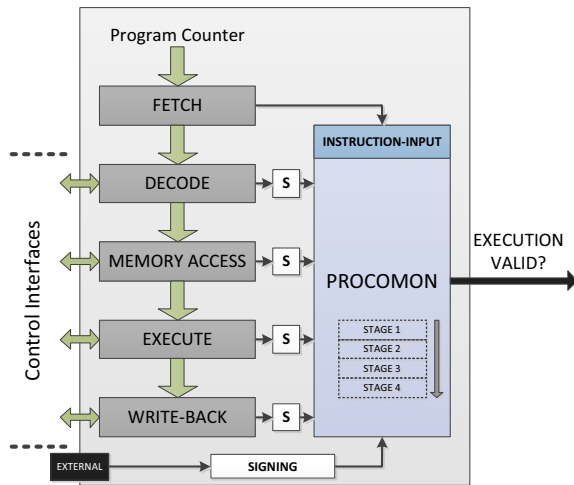 Program Counter
FETCH
INSTRUCTION-INPUT
DECODE
S
MEMORY ACCESS
S
PROCOMON
EXECUTION
VALID?
Control Interfaces
EXECUTE
S
STAGE 1
STAGE 2
STAGE 3
STAGE 4
WRITE-BACK
S
EXTERNAL
SIGNING